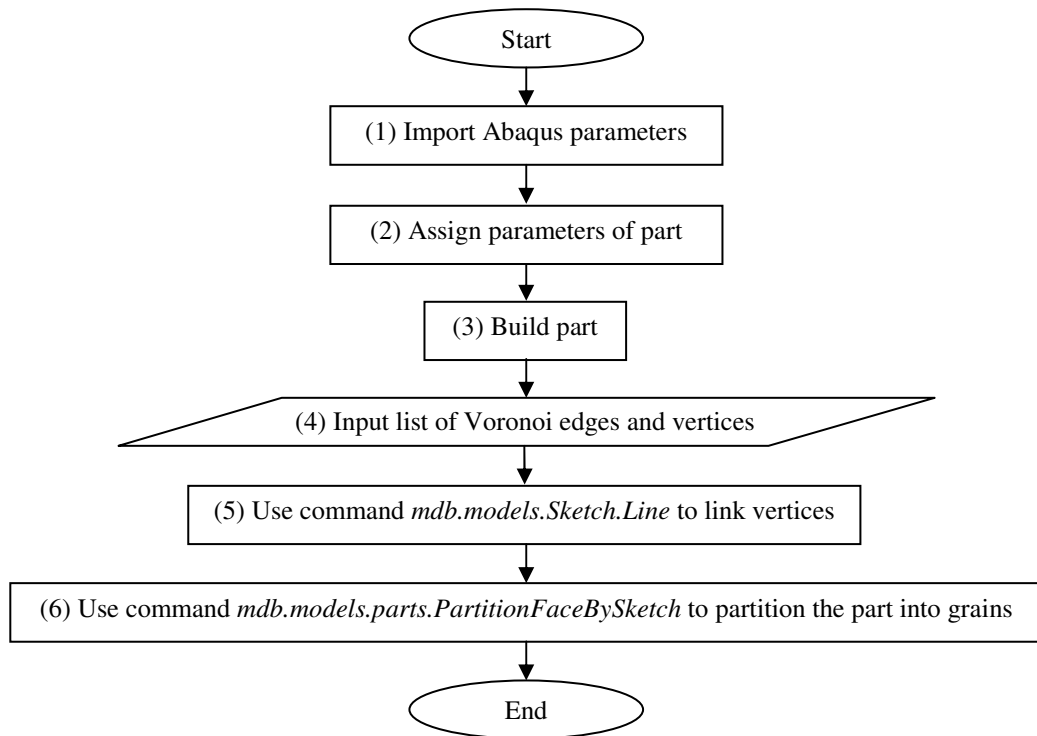 Start
(1) Import Abaqus parameters
(2) Assign parameters of part
(3) Build part
(4) Input list of Voronoi edges and vertices
(5) Use command mdb.models.Sketch.Line to link vertices
(6) Use command mdb.models.parts.PartitionFaceBySketch to partition the part into grains
End